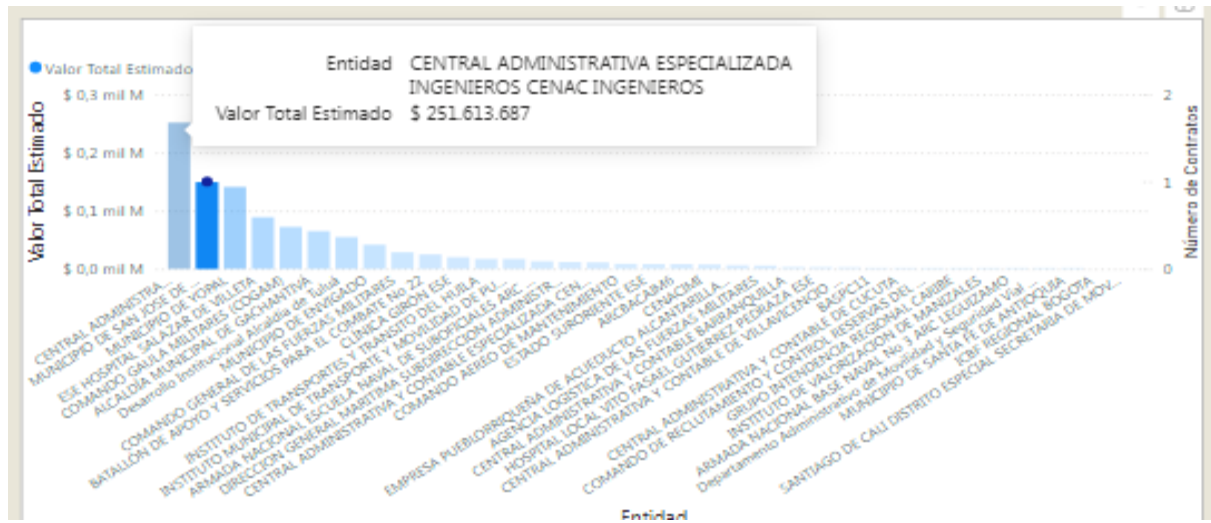 Entidad CENTRAL ADMINISTRATIVA ESPECIALIZADA
INGENIEROS CENAC INGENIEROS
Valor Total Estimado $ 251.613.687
Valor Total Estimado
Valor Total Estimado
$ 0,3 mil M
$ 0,2 mil M
$ 0,1 mil M
$ 0,0 mil M
2
1
0
Número de Contratos
CENTRAL ADMINISTRA...
MUNICIPIO DE SAN JOSE DE ...
MUNICIPIO DE YOPAL
ESE HOSPITAL SALAZAR DE VILLETA
COMANDO GAULA MILITARES (COGAM)
ALCALDÍA MUNICIPAL DE GACHANTIVÁ
Desarrollo Institucional Alcaldía de Tuluá
MUNICIPIO DE ENVIGADO
COMANDO GENERAL DE LAS FUERZAS MILITARES
BATALLÓN DE APOYO Y SERVICIOS PARA EL COMBATE No 22
CLÍNICA GIRÓN ESE
INSTITUTO DE TRANSPORTES Y TRANSITO DEL HUILA
INSTITUTO MUNICIPAL DE TRANSPORTE Y MOVILIDAD DE PU...
ARMADA NACIONAL ESCUELA NAVAL DE SUBOFICIALES ARC ...
DIRECCION GENERAL MARITIMA SUBDIRECCION ADMINISTR...
CENTRAL ADMINISTRATIVA Y CONTABLE ESPECIALIZADA CEN...
COMANDO AEREO DE MANTENIMIENTO
ESTADO SURORIENTE ESE
ARCBACAIM6
CENACIMI
EMPRESA PUEBLORRIQUEÑA DE ACUEDUCTO ALCANTARILLA...
AGENCIA LOGISTICA DE LAS FUERZAS MILITARES
CENTRAL ADMINISTRATIVA Y CONTABLE BARRANQUILLA
HOSPITAL LOCAL VITO FASAEL GUTIERREZ PEDRAZA ESE
CENTRAL ADMINISTRATIVA Y CONTABLE DE VILLAVICENCIO
BASPC11
CENTRAL ADMINISTRATIVA Y CONTABLE DE CUCUTA
COMANDO DE RECLUTAMIENTO Y CONTROL RESERVAS DEL ...
GRUPO INTENDENCIA REGIONAL CARIBE
INSTITUTO DE VALORIZACION DE MANIZALES
ARMADA NACIONAL BASE NAVAL No 3 ARC LEGUIZAMO
Departamento Administrativo de Movilidad y Seguridad Vial ...
MUNICIPIO DE SANTA FE DE ANTIOQUIA
ICBF REGIONAL BOGOTA
SANTIAGO DE CALI DISTRITO ESPECIAL SECRETARIA DE MOV...
Entidad